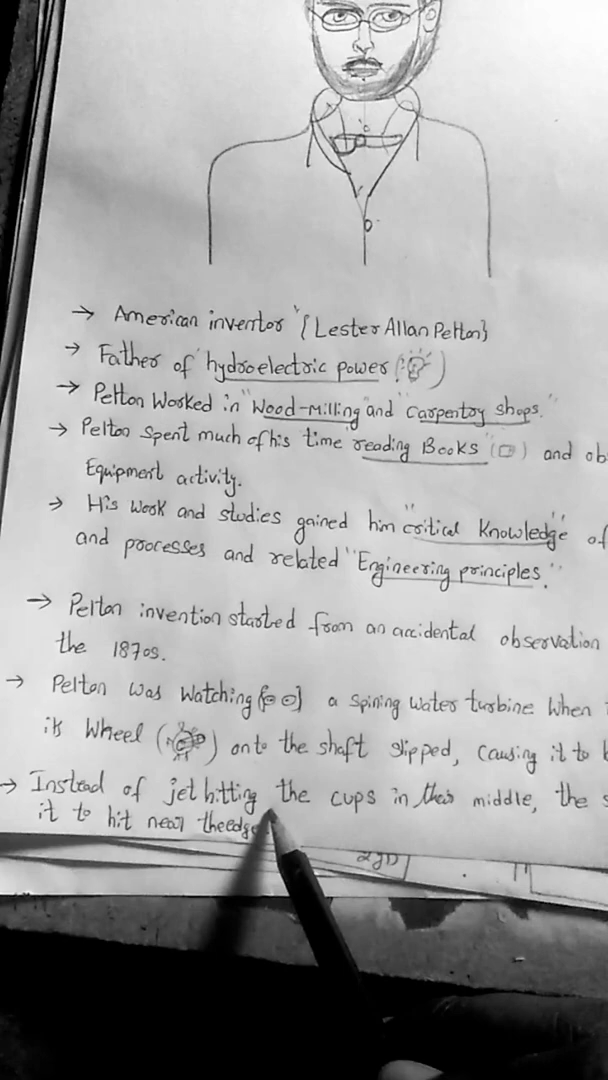 → American inventor "{Lester Allan Pelton}
→ Father of hydroelectric power ( )
→ Pelton Worked in "Wood-Milling" and "Carpentry shops."
→ Pelton spent much of his time reading Books" ( ) and ob
Equipment activity.
→ His work and studies gained him "critical Knowledge" of
and processes and related "Engineering principles."
→ Pelton invention started from an accidental observation
the 1870s.
→ Pelton was watching { } a spining water turbine when
its wheel ( ) onto the shaft slipped, causing it to b
→ Instead of jet hitting the cups in their middle, the s
it to hit near the edge